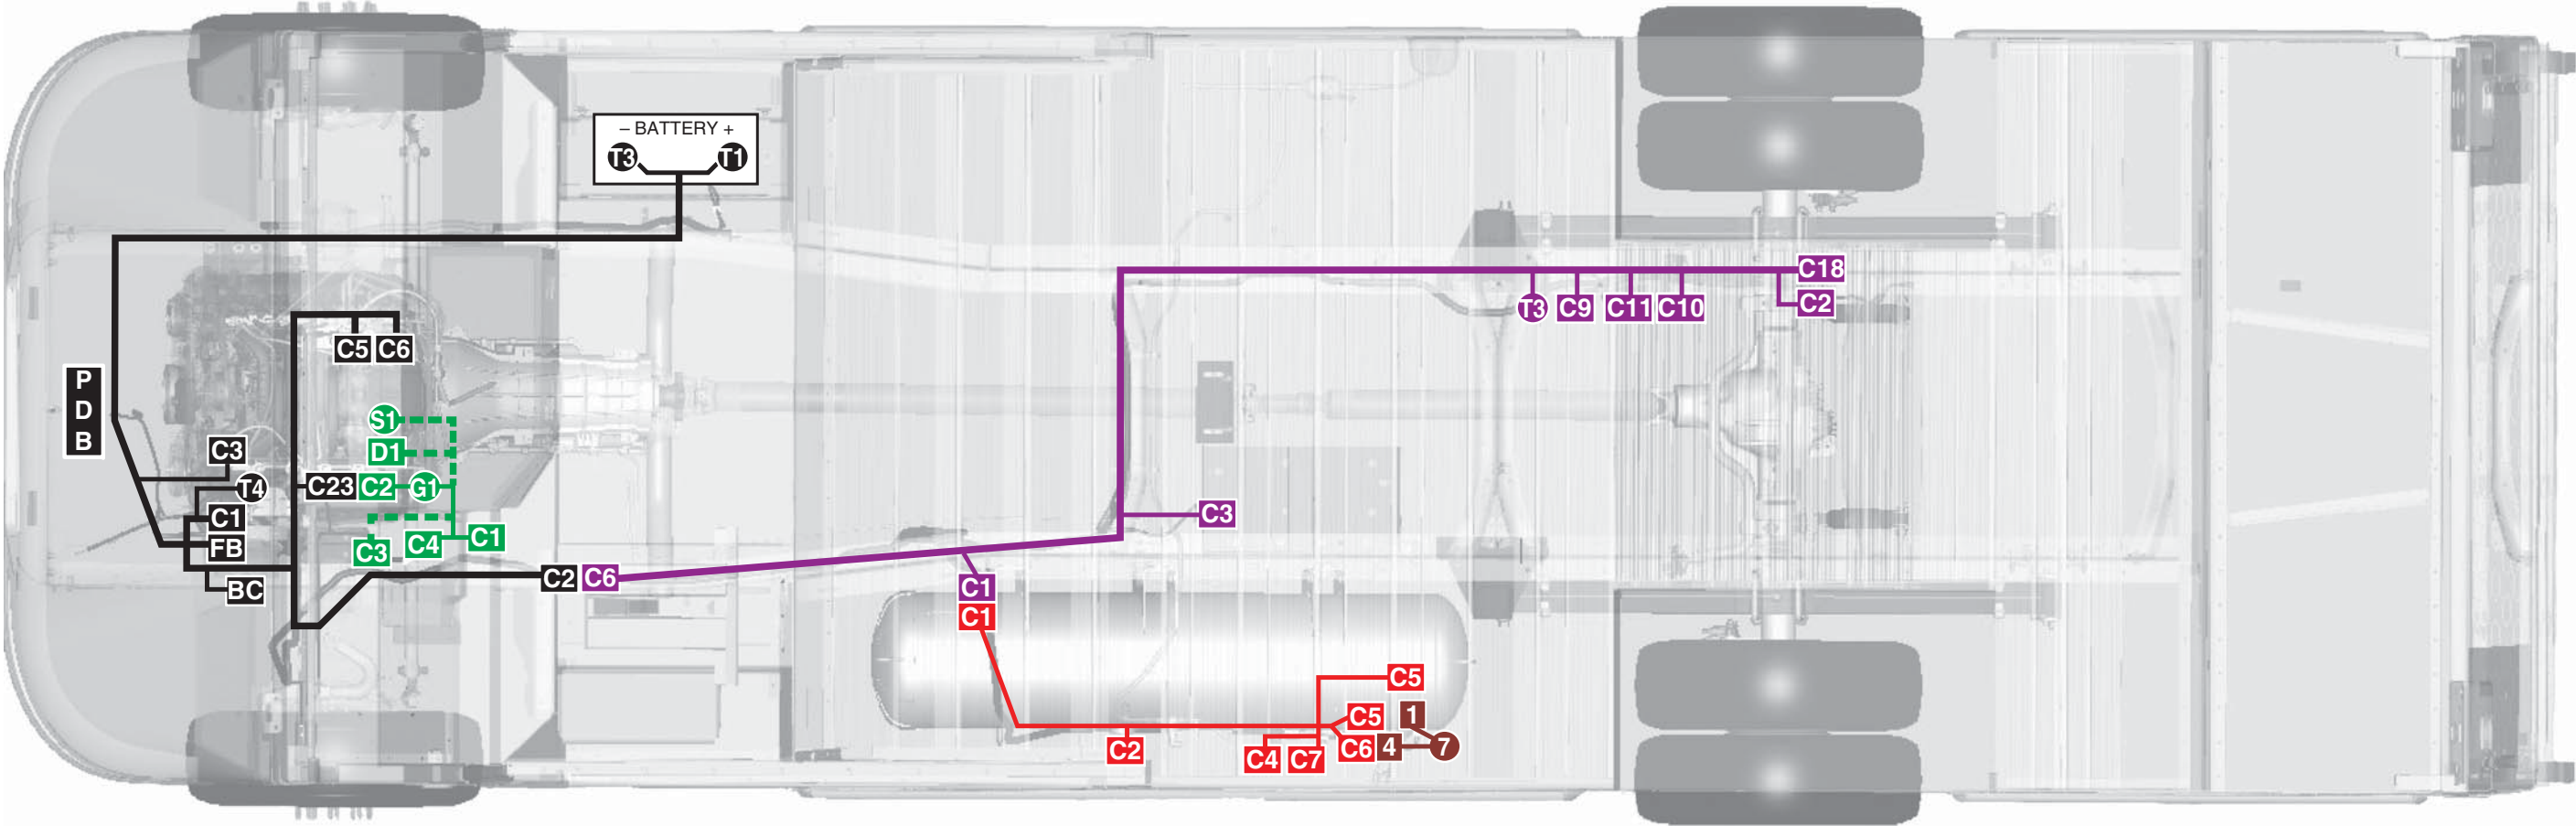 – BATTERY +
T3 T1
C18
T3 C9 C11 C10 C2
C5 C6
P
D
B
S1
C3 D1
T4 C23 C2 G1
C1 C3
FB C3 C4 C1
BC C2 C6
C1
C1
C5
C5 1
C2 C4 C7 C6 4 7